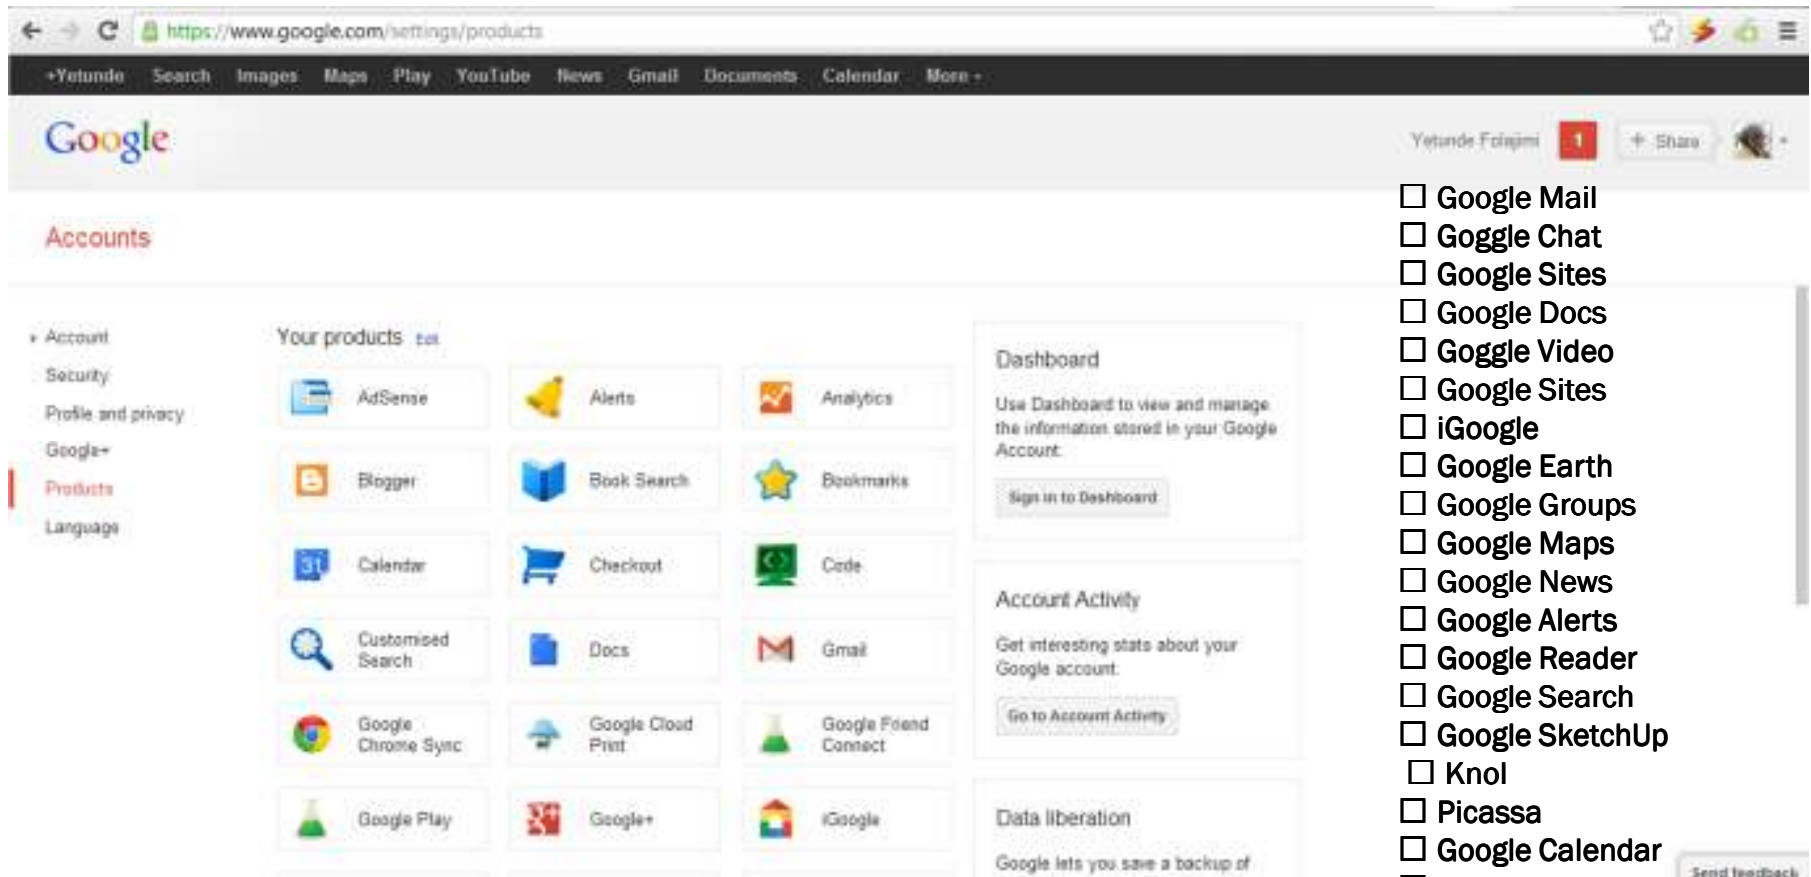 https://www.google.com/settings/products
+Yetunde Search Images Maps Play YouTube News Gmail Documents Calendar More
Google
Yetunde Folajimi 1 + Share
Accounts
Account
Security
Profile and privacy
Google+
Products
Language
Your products Edit
AdSense
Alerts
Analytics
Blogger
Book Search
Bookmarks
31 Calendar
Checkout
Code
Customised
Search
Docs
Gmail
Google
Chrome Sync
Google Cloud
Print
Google Friend
Connect
Google Play
Google+
iGoogle
Dashboard
Use Dashboard to view and manage
the information stored in your Google
Account.
Sign in to Dashboard
Account Activity
Get interesting stats about your
Google account.
Go to Account Activity
Data liberation
Google lets you save a backup of
☐ Google Mail
☐ Goggle Chat
☐ Google Sites
☐ Google Docs
☐ Goggle Video
☐ Google Sites
☐ iGoogle
☐ Google Earth
☐ Google Groups
☐ Google Maps
☐ Google News
☐ Google Alerts
☐ Google Reader
☐ Google Search
☐ Google SketchUp
☐ Knol
☐ Picassa
☐ Google Calendar
Send feedback